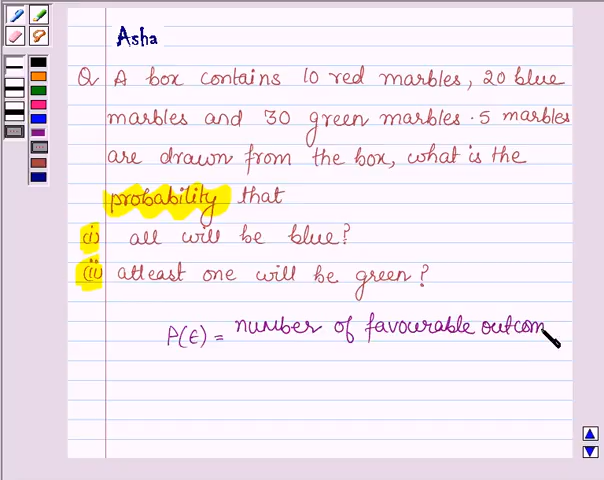 Asha
Q A box contains 10 red marbles, 20 blue
marbles and 30 green marbles. 5 marbles
are drawn from the box, what is the
probability that
(i) all will be blue?
(ii) atleast one will be green?
P(E) = number of favourable outcom